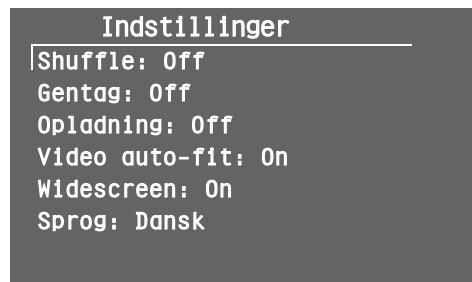 Indstillinger
Shuffle: Off
Gentag: Off
Opladning: Off
Video auto-fit: On
Widescreen: On
Sprog: Dansk